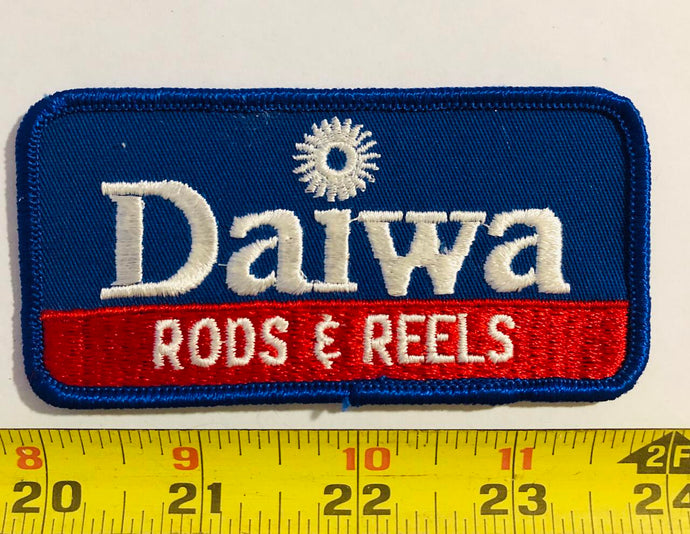 Daiwa
RODS & REELS
8 9 10 11 2F
20 21 22 23 24